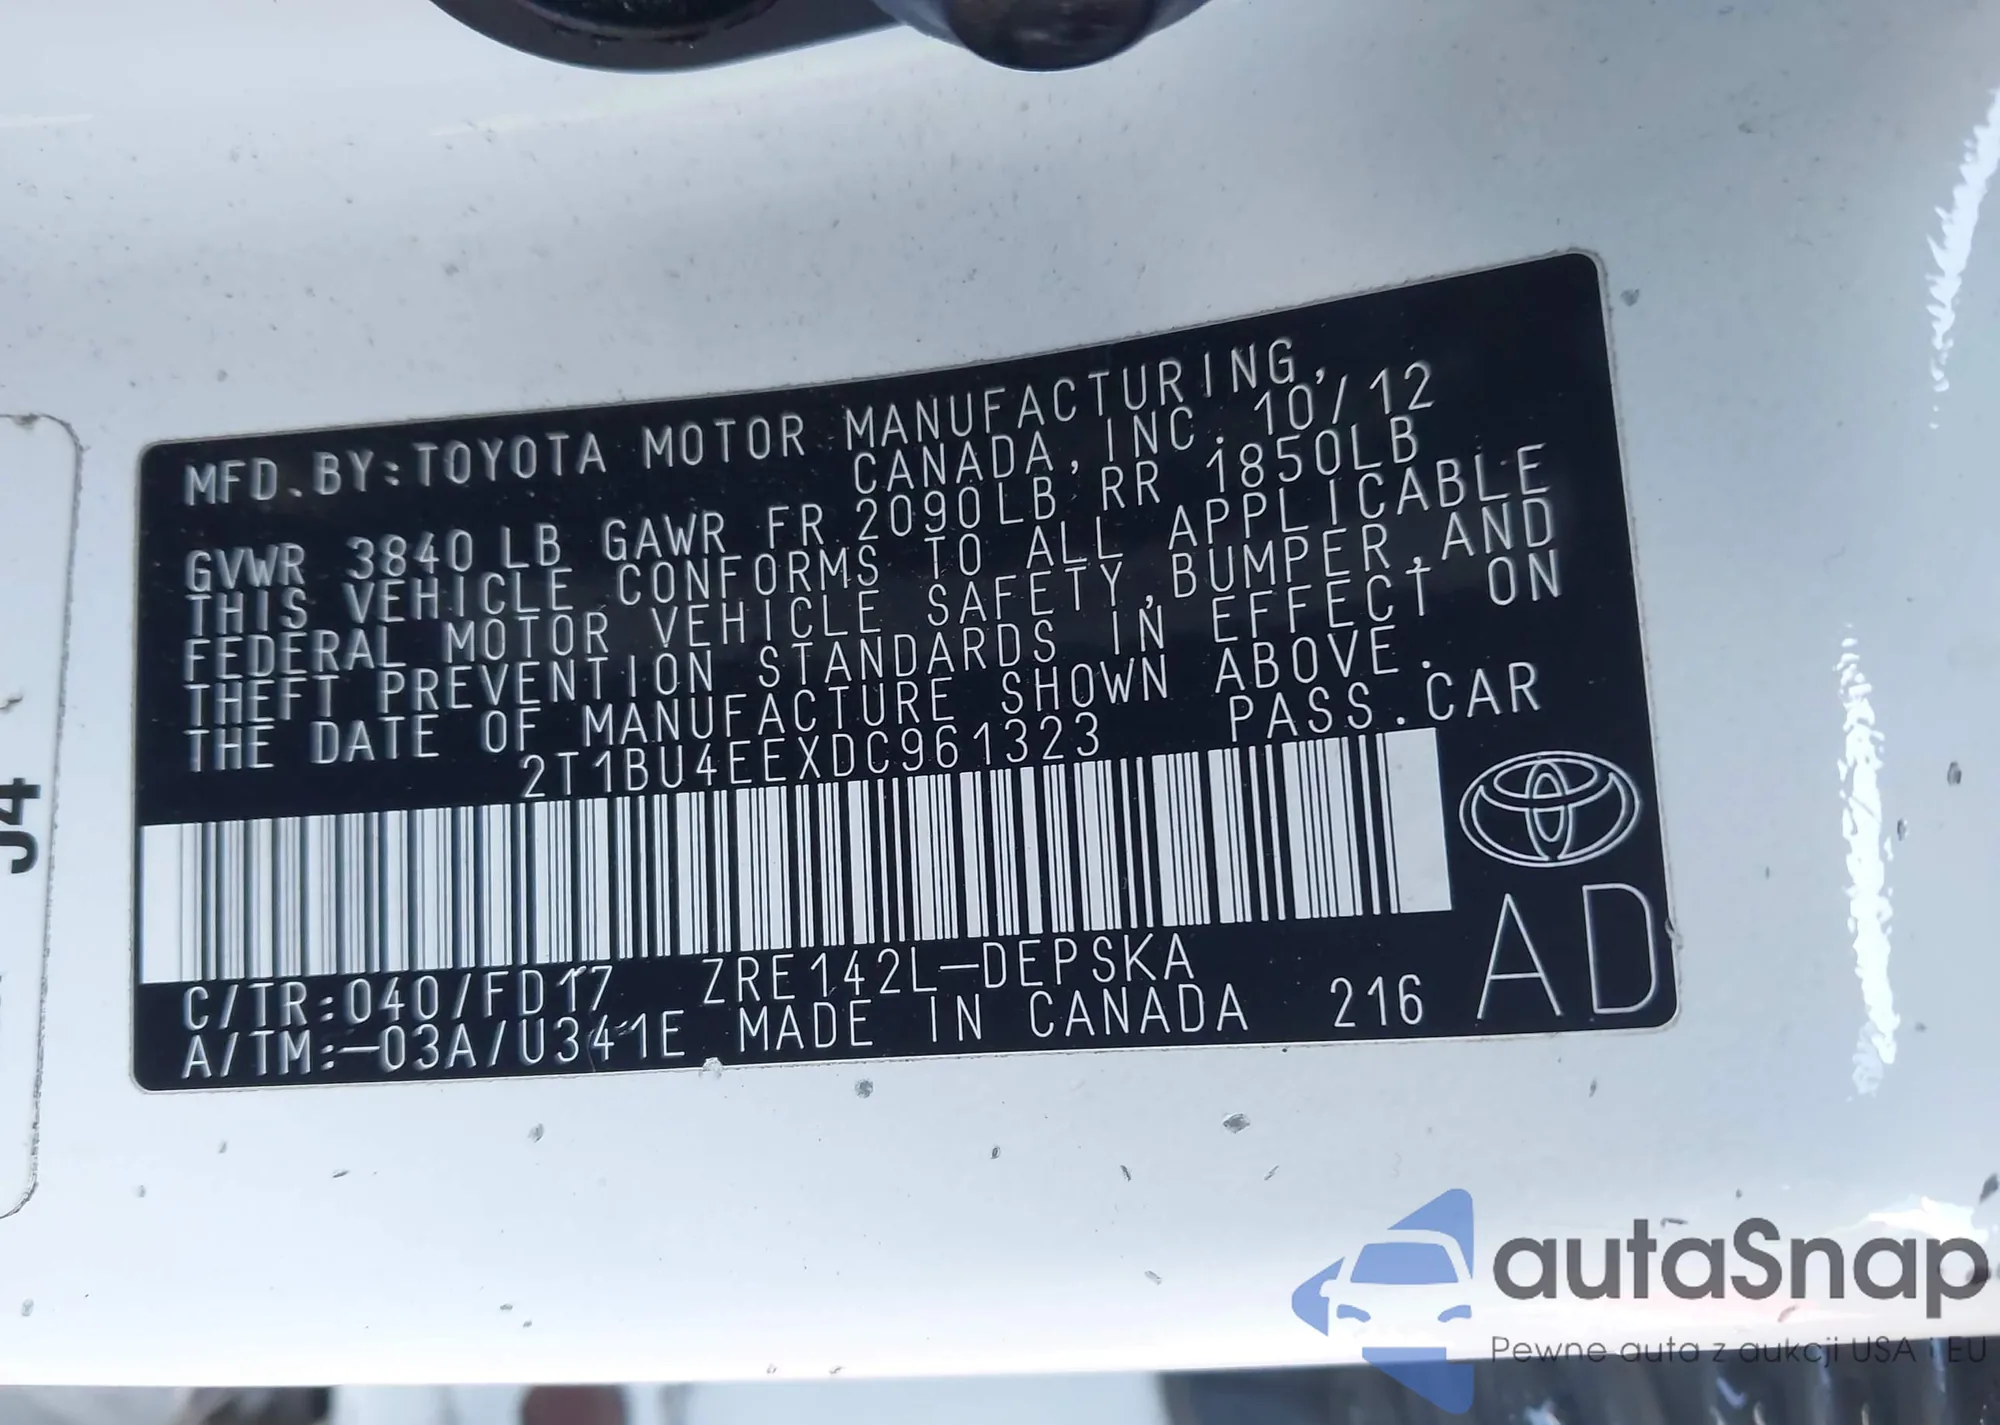 MFD.BY:TOYOTA MOTOR MANUFACTURING,
CANADA, INC. 10/12
GVWR 3840 LB GAWR FR 2090LB RR 1850LB
THIS VEHICLE CONFORMS TO ALL APPLICABLE
FEDERAL MOTOR VEHICLE SAFETY, BUMPER, AND
THEFT PREVENTION STANDARDS IN EFFECT ON
THE DATE OF MANUFACTURE SHOWN ABOVE.
2T1BU4EEXDC961323 PASS.CAR
C/TR:040/FD17 ZRE142L-DEPSKA
A/TM:-03A/U341E MADE IN CANADA 216
AD
J4
autaSnap
Pewne auta z aukcji USA i EU